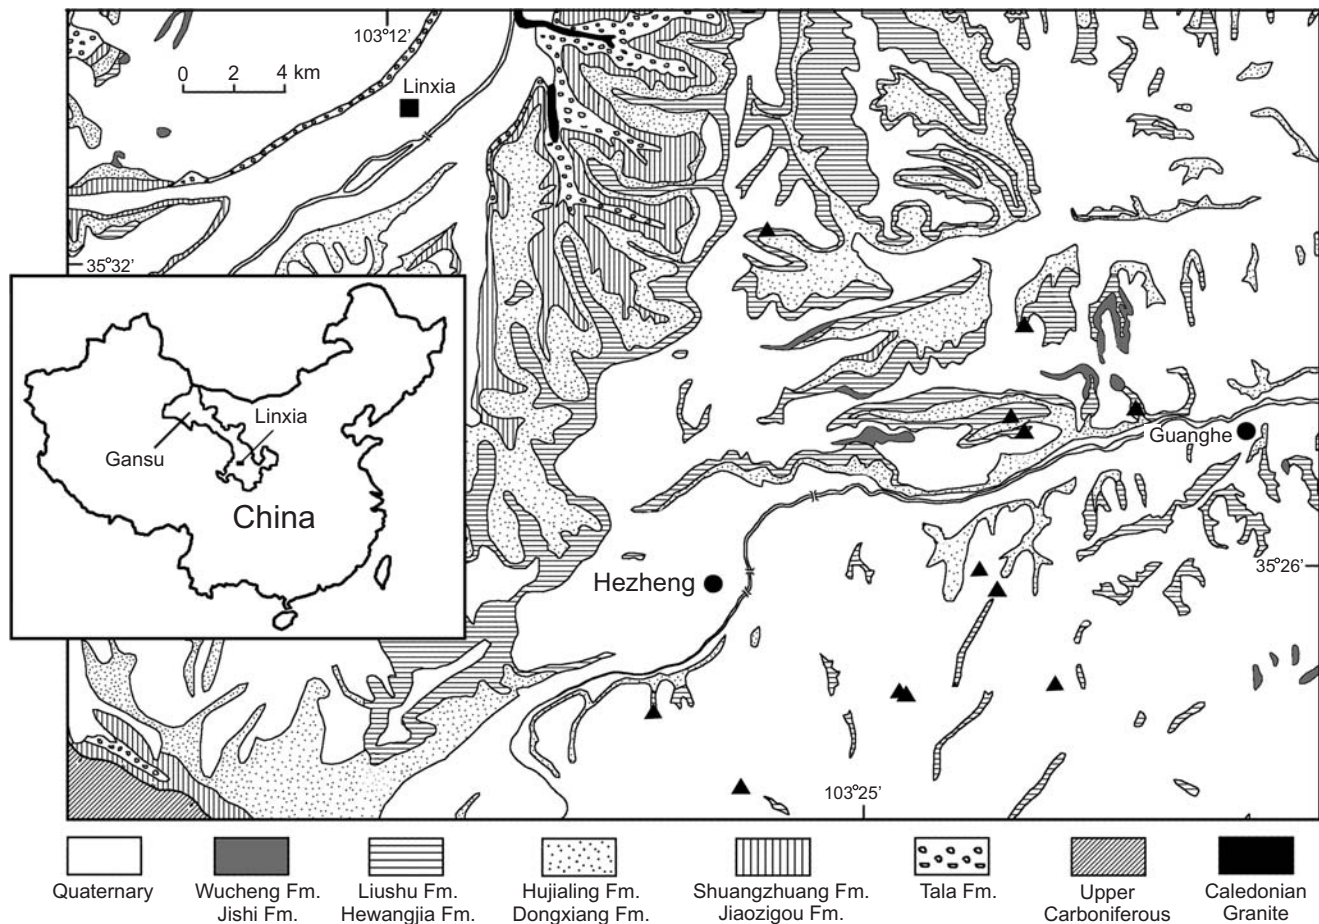 103°12'
0 2 4 km
Linxia
35°32'
Linxia
Gansu
China
Guanghe
35°26'
Hezheng
103°25'
Quaternary
Wucheng Fm.
Jishi Fm.
Liushu Fm.
Hewangjia Fm.
Hujialing Fm.
Dongxiang Fm.
Shuangzhuang Fm.
Jiaozigou Fm.
Tala Fm.
Upper
Carboniferous
Caledonian
Granite